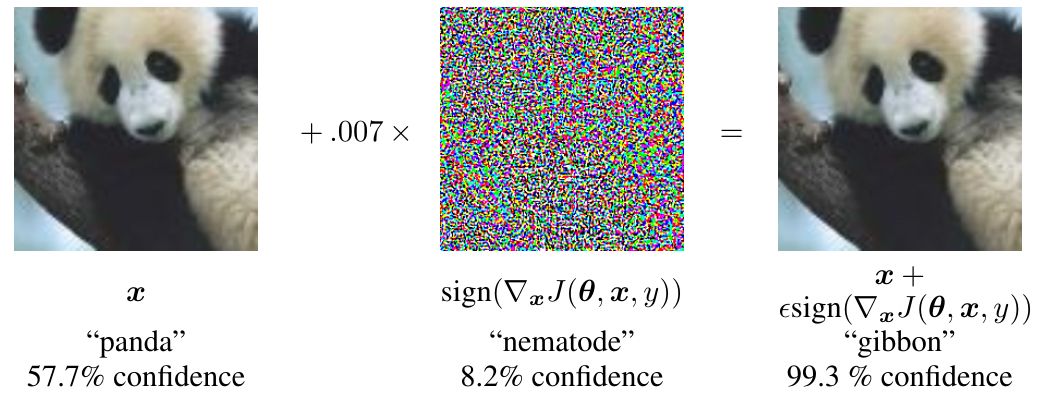 + .007 ×
=
x
sign(∇ₓJ(θ, x, y))
x +
ϵsign(∇ₓJ(θ, x, y))
“panda”
“nematode”
“gibbon”
57.7% confidence
8.2% confidence
99.3 % confidence